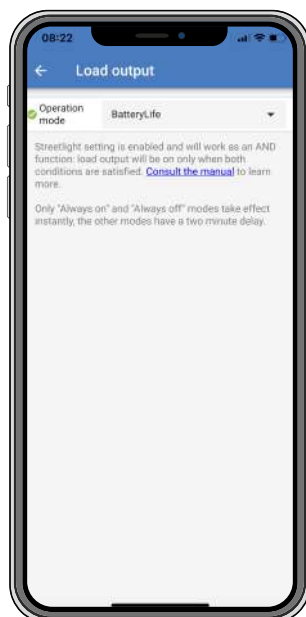 08:22
Load output
Operation
mode
BatteryLife
Streetlight setting is enabled and will work as an AND
function: load output will be on only when both
conditions are satisfied. Consult the manual to learn
more.
Only "Always on" and "Always off" modes take effect
instantly, the other modes have a two minute delay.